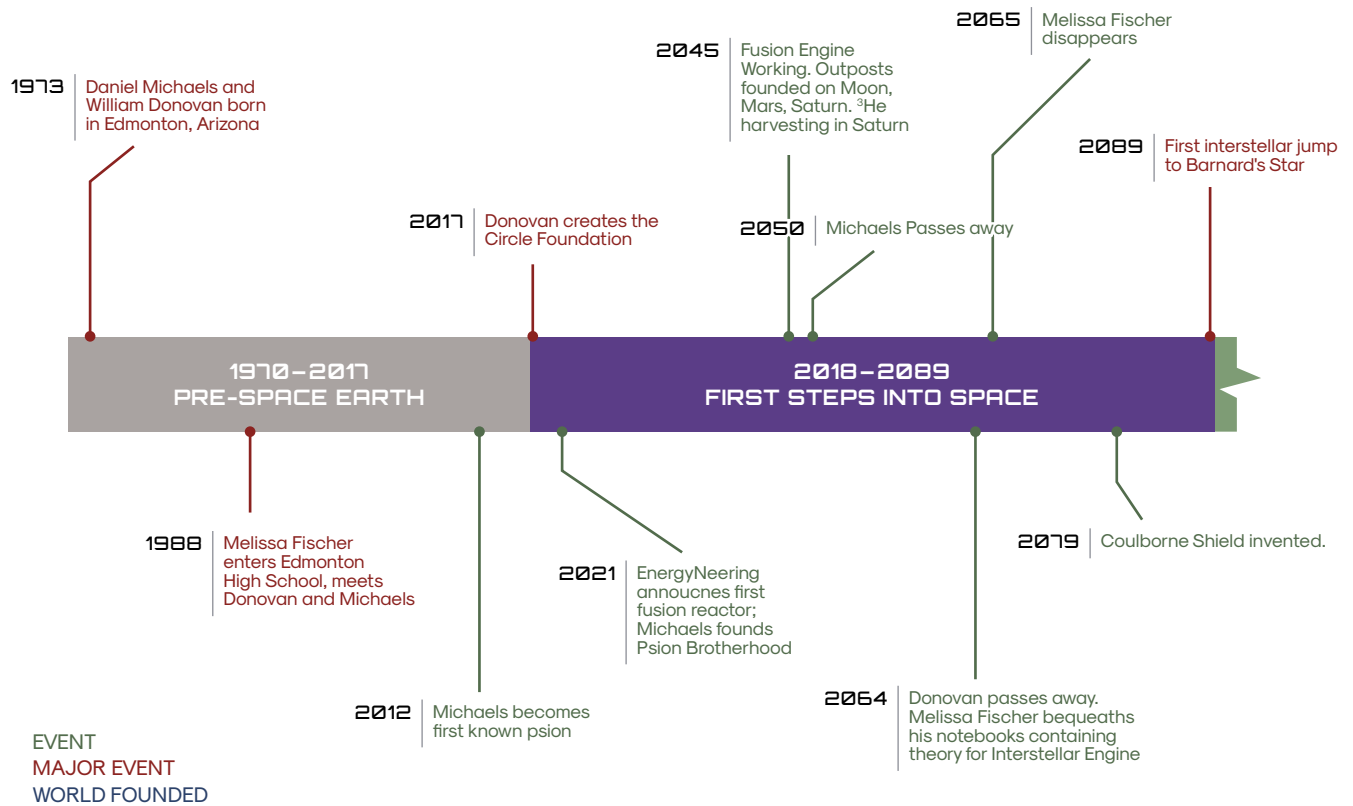 1973
Daniel Michaels and
William Donovan born
in Edmonton, Arizona
2017
Donovan creates the
Circle Foundation
2045
Fusion Engine
Working. Outposts
founded on Moon,
Mars, Saturn. ³He
harvesting in Saturn
2050
Michaels Passes away
2065
Melissa Fischer
disappears
2089
First interstellar jump
to Barnard's Star
1970–2017
PRE-SPACE EARTH
2018–2089
FIRST STEPS INTO SPACE
1988
Melissa Fischer
enters Edmonton
High School, meets
Donovan and Michaels
2012
Michaels becomes
first known psion
2021
EnergyNeering
annoucnes first
fusion reactor;
Michaels founds
Psion Brotherhood
2064
Donovan passes away.
Melissa Fischer bequeaths
his notebooks containing
theory for Interstellar Engine
2079
Coulborne Shield invented.
EVENT
MAJOR EVENT
WORLD FOUNDED